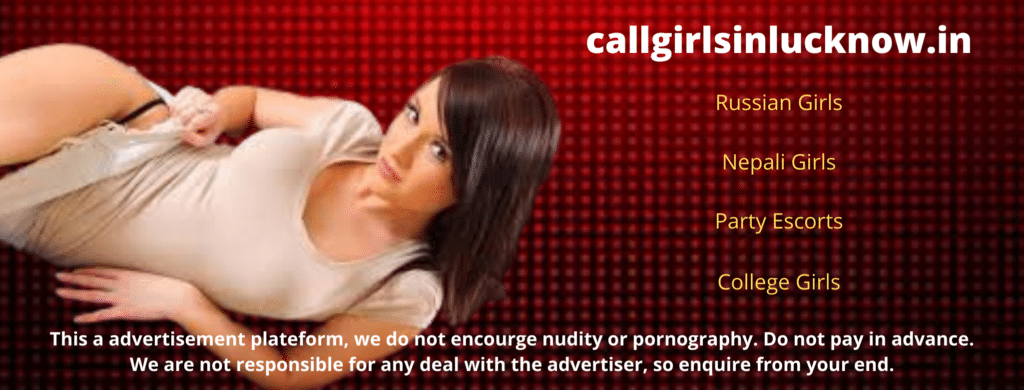 callgirlsinlucknow.in
Russian Girls
Nepali Girls
Party Escorts
College Girls
This a advertisement plateform, we do not encourge nudity or pornography. Do not pay in advance.
We are not responsible for any deal with the advertiser, so enquire from your end.